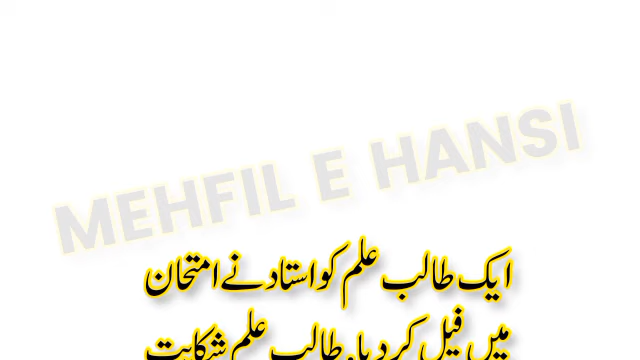 MEHFIL E HANSI
ایک طالب علم کو استاد نے امتحان
میں فیل کر دیا۔ طالب علم شکایت